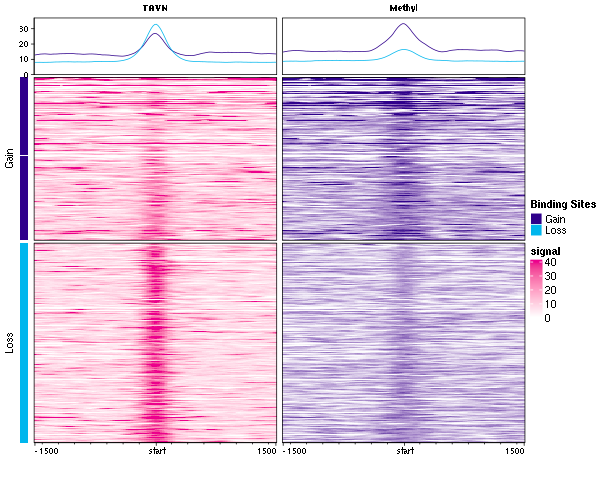 TAVN
Methyl
30
20
10
0
Gain
Loss
-1500
start
1500
-1500
start
1500
Binding Sites
Gain
Loss
signal
40
30
20
10
0